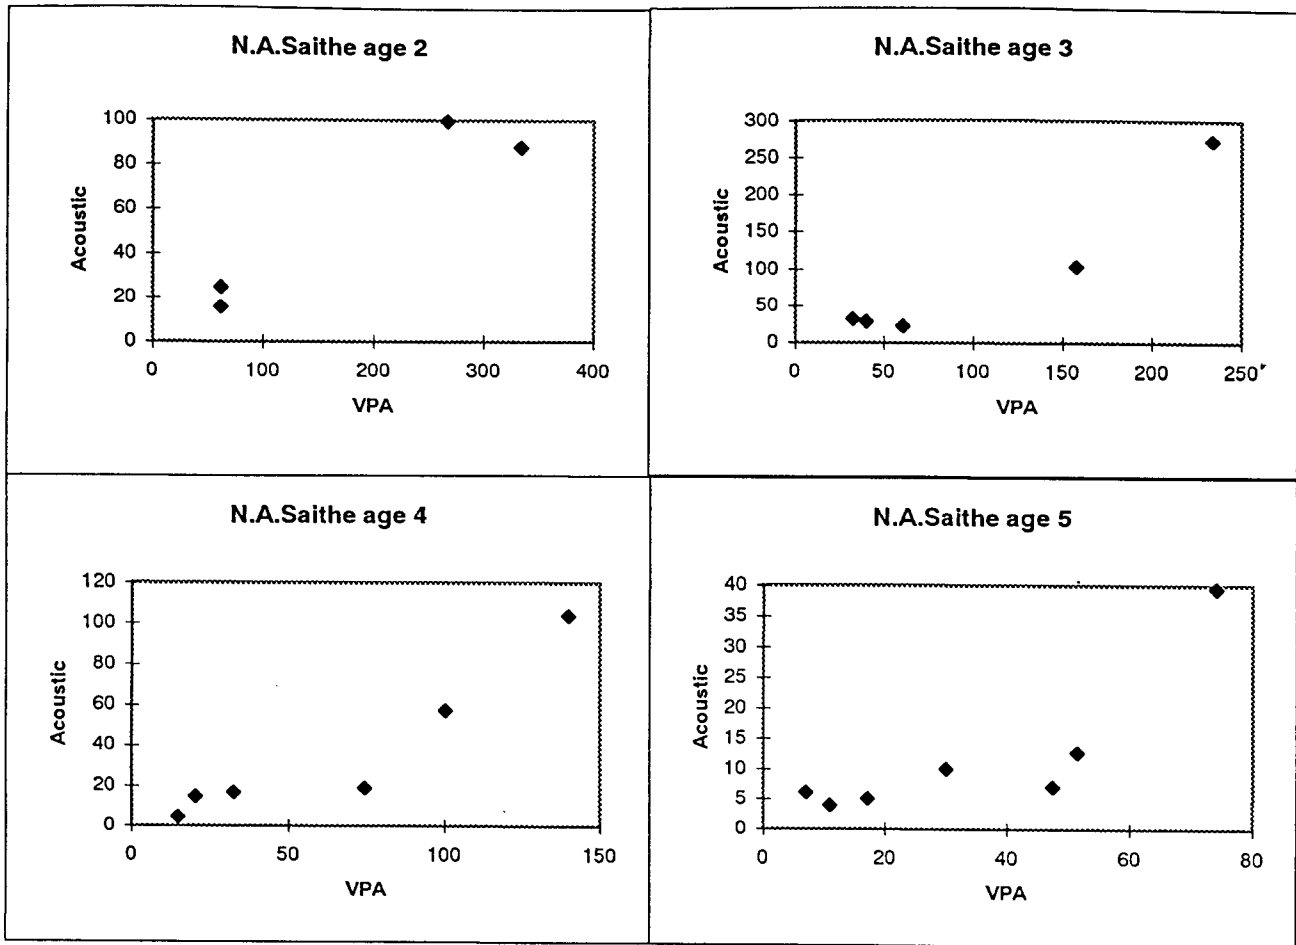 N.A.Saithe age 2
100
80
60
40
20
0
Acoustic
0 100 200 300 400
VPA
N.A.Saithe age 3
300
250
200
150
100
50
0
Acoustic
0 50 100 150 200 250
VPA
N.A.Saithe age 4
120
100
80
60
40
20
0
Acoustic
0 50 100 150
VPA
N.A.Saithe age 5
40
35
30
25
20
15
10
5
0
Acoustic
0 20 40 60 80
VPA